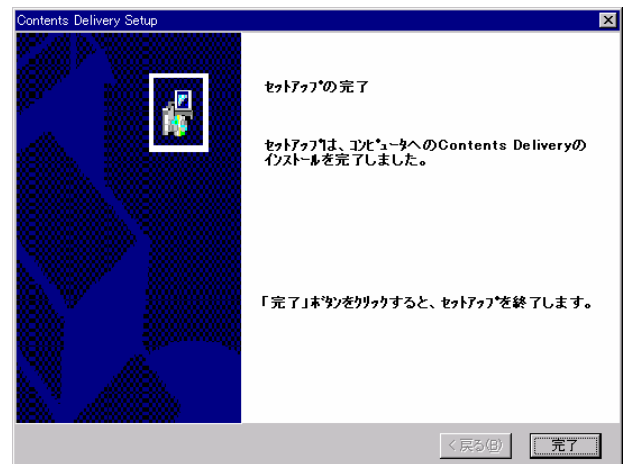 Contents Delivery Setup
ｾｯﾄｱｯﾌﾟの完了
ｾｯﾄｱｯﾌﾟは、ｺﾝﾋﾟｭｰﾀへのContents Deliveryの
ｲﾝｽﾄｰﾙを完了しました。
「完了」ﾎﾞﾀﾝをｸﾘｯｸすると、ｾｯﾄｱｯﾌﾟを終了します。
< 戻る(B)
完了